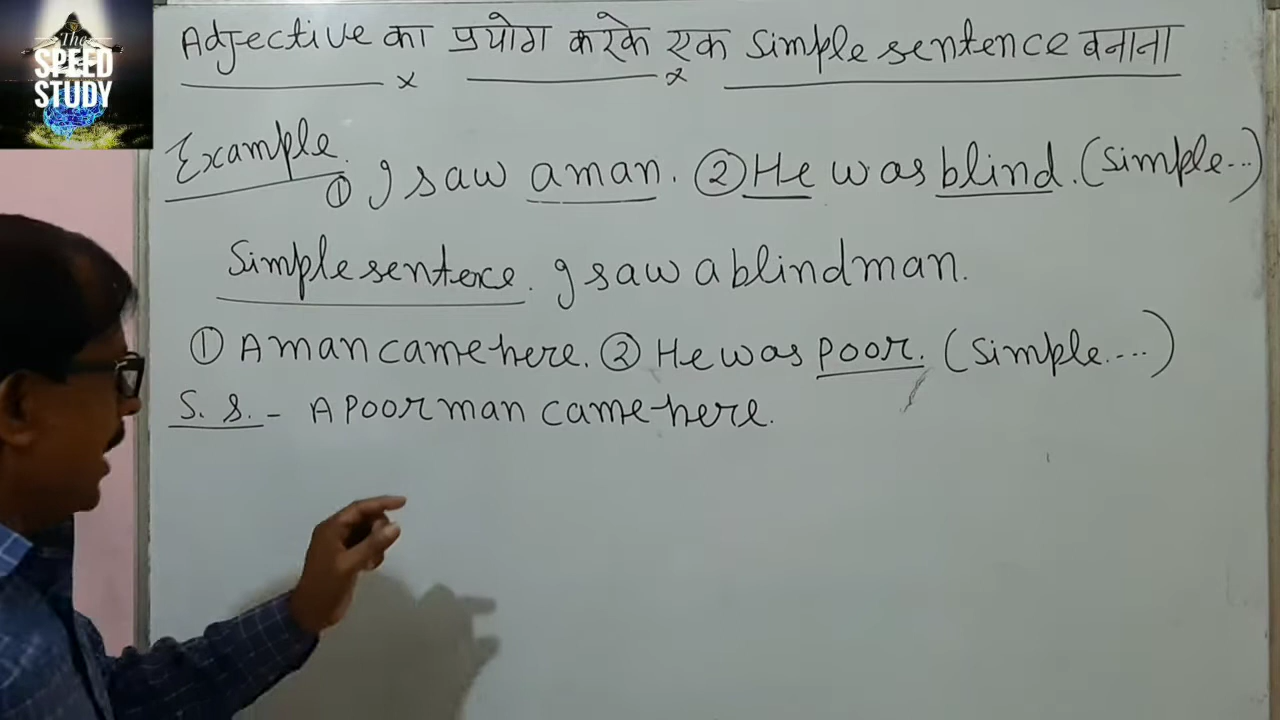 The
SPEED
STUDY
Adjective का प्रयोग करके एक simple sentence बनाना
Example.
① I saw a man. ② He was blind. (simple...)
Simple sentence. I saw a blind man.
① A man came here. ② He was poor. (simple....)
S. S. - A poor man came here.